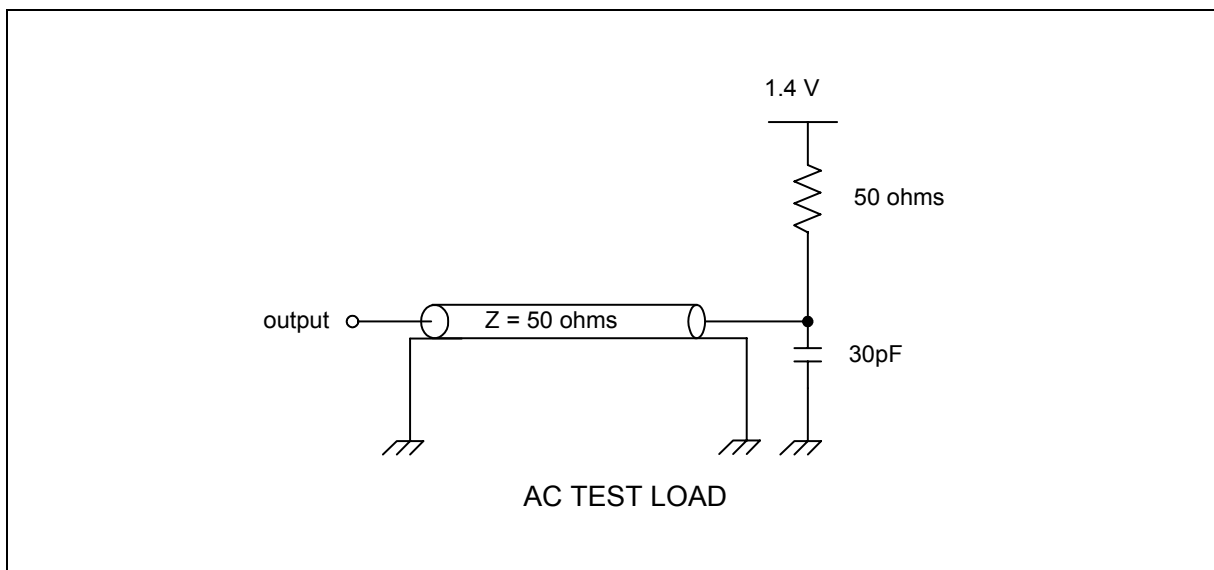 1.4 V
50 ohms
output
Z = 50 ohms
30pF
AC TEST LOAD